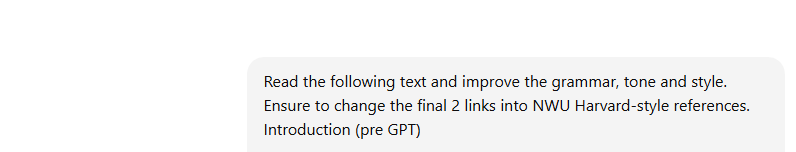 Read the following text and improve the grammar, tone and style.
Ensure to change the final 2 links into NWU Harvard-style references.
Introduction (pre GPT)